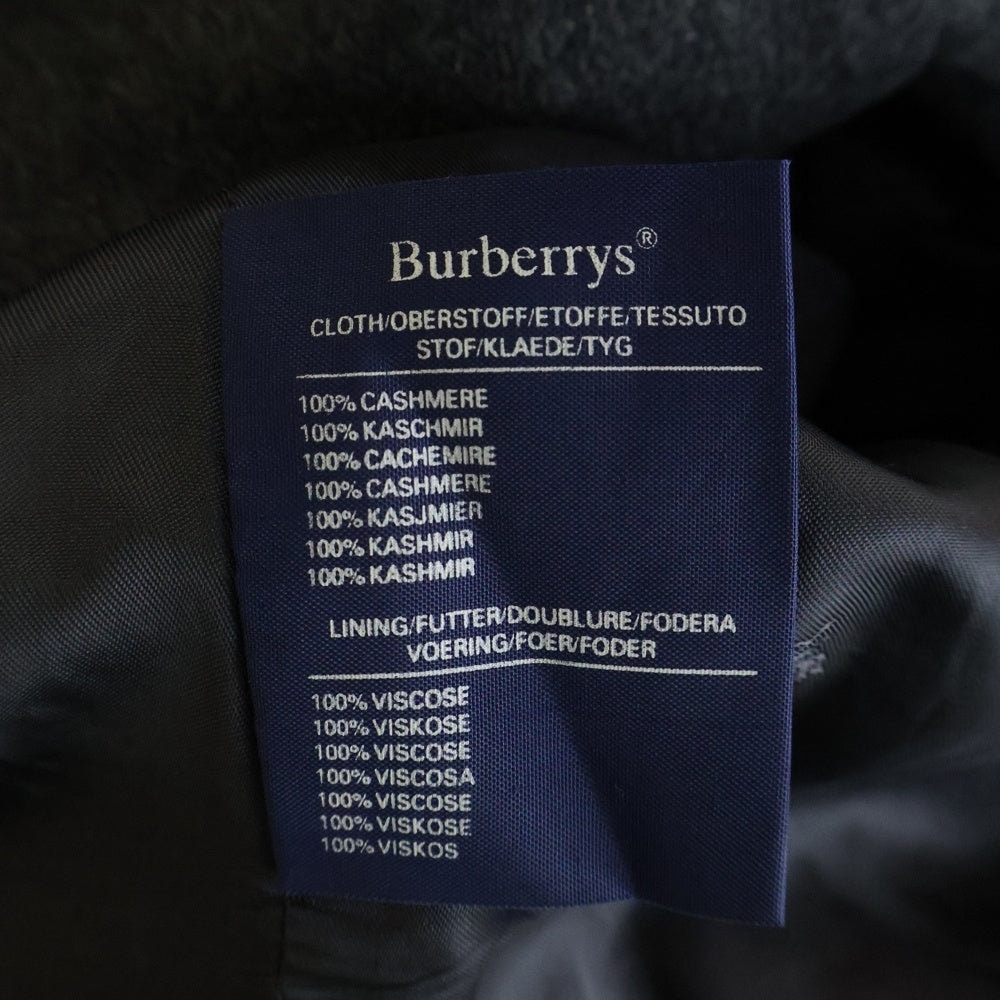 Burberrys®
CLOTH/OBERSTOFF/ETOFFE/TESSUTO
STOF/KLAEDE/TYG
100% CASHMERE
100% KASCHMIR
100% CACHEMIRE
100% CASHMERE
100% KASJMIER
100% KASHMIR
100% KASHMIR
LINING/FUTTER/DOUBLURE/FODERA
VOERING/FOER/FODER
100% VISCOSE
100% VISKOSE
100% VISCOSE
100% VISCOSA
100% VISCOSE
100% VISKOSE
100% VISKOS